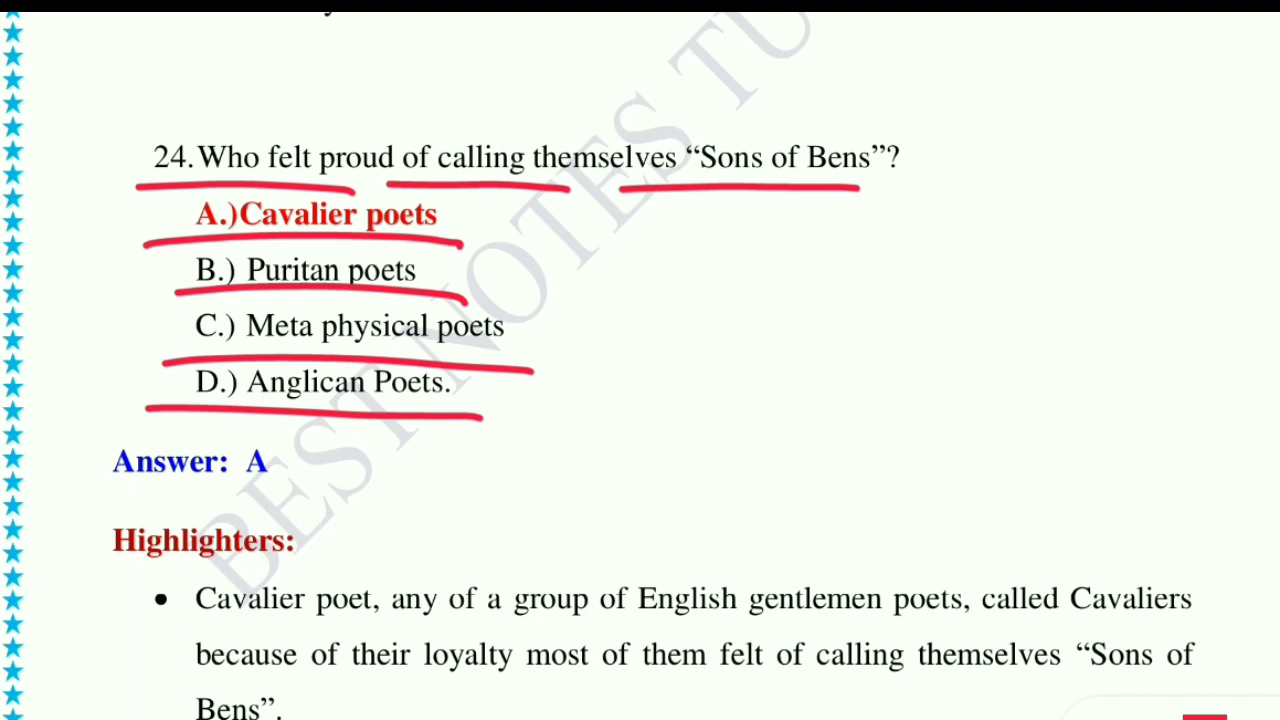 24.Who felt proud of calling themselves “Sons of Bens”?
A.)Cavalier poets
B.) Puritan poets
C.) Meta physical poets
D.) Anglican Poets.
Answer: A
Highlighters:
• Cavalier poet, any of a group of English gentlemen poets, called Cavaliers
because of their loyalty most of them felt of calling themselves “Sons of
Bens”.
BEST NOTES TU